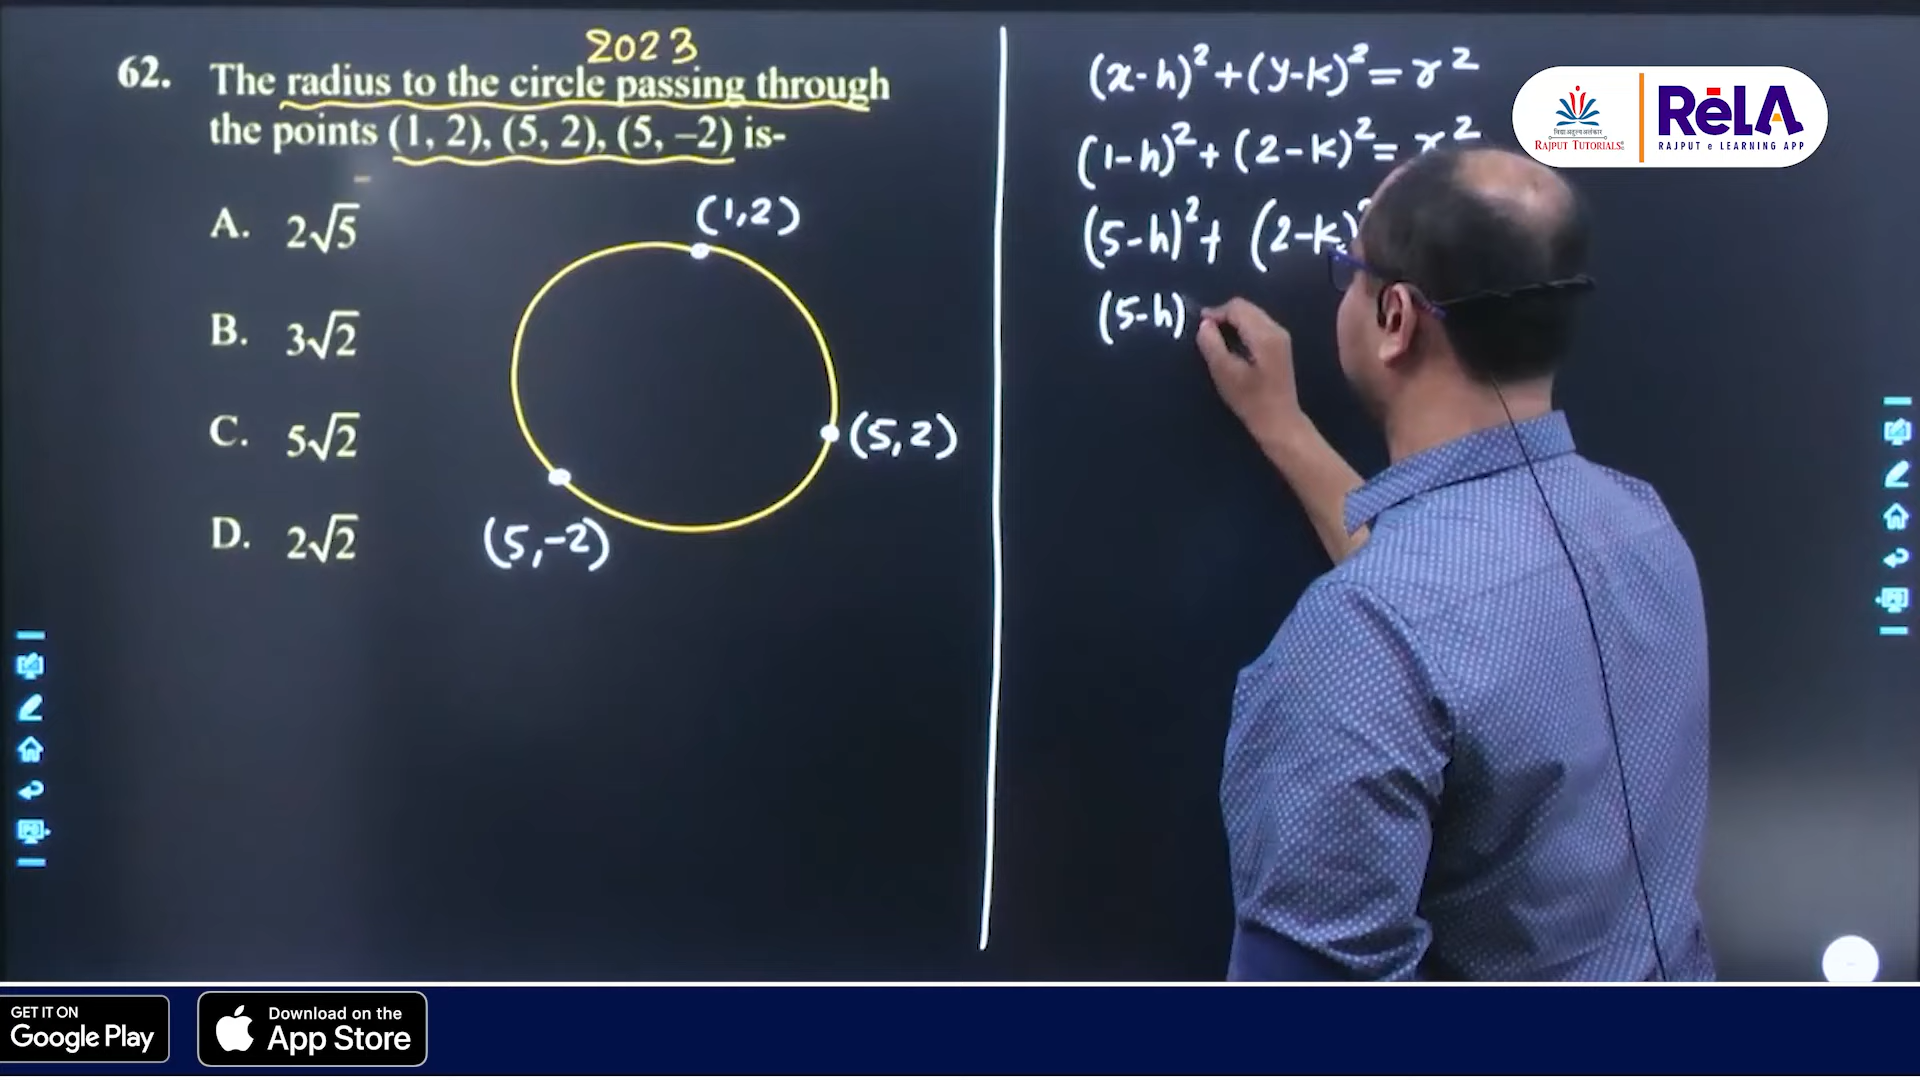 2023
62. The radius to the circle passing through
the points (1, 2), (5, 2), (5, –2) is-
A. 2√5
B. 3√2
C. 5√2
D. 2√2
(1,2)
(5,2)
(5,-2)
(x-h)²+(y-k)²=r²
(1-h)²+(2-k)²=r²
(5-h)²+(2-k)
(5-h)
RAJPUT TUTORIALS
RELA
RAJPUT e LEARNING APP
GET IT ON
Google Play
Download on the
App Store